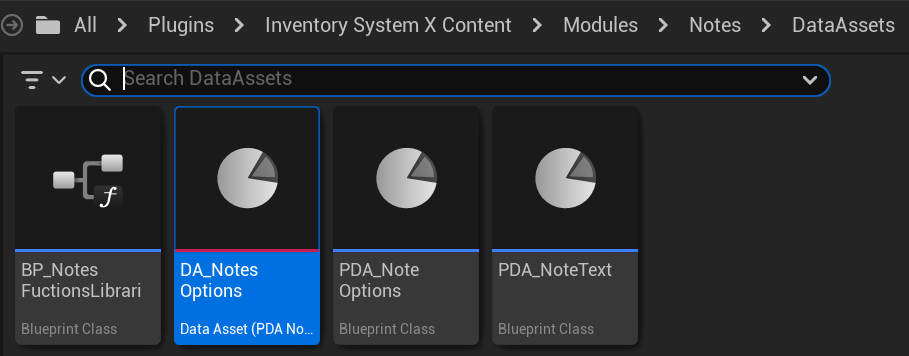 All > Plugins > Inventory System X Content > Modules > Notes > DataAssets
Search DataAssets
f
BP_Notes
FuctionsLibrari
Blueprint Class
DA_Notes
Options
Data Asset (PDA No...
PDA_Note
Options
Blueprint Class
PDA_NoteText
Blueprint Class